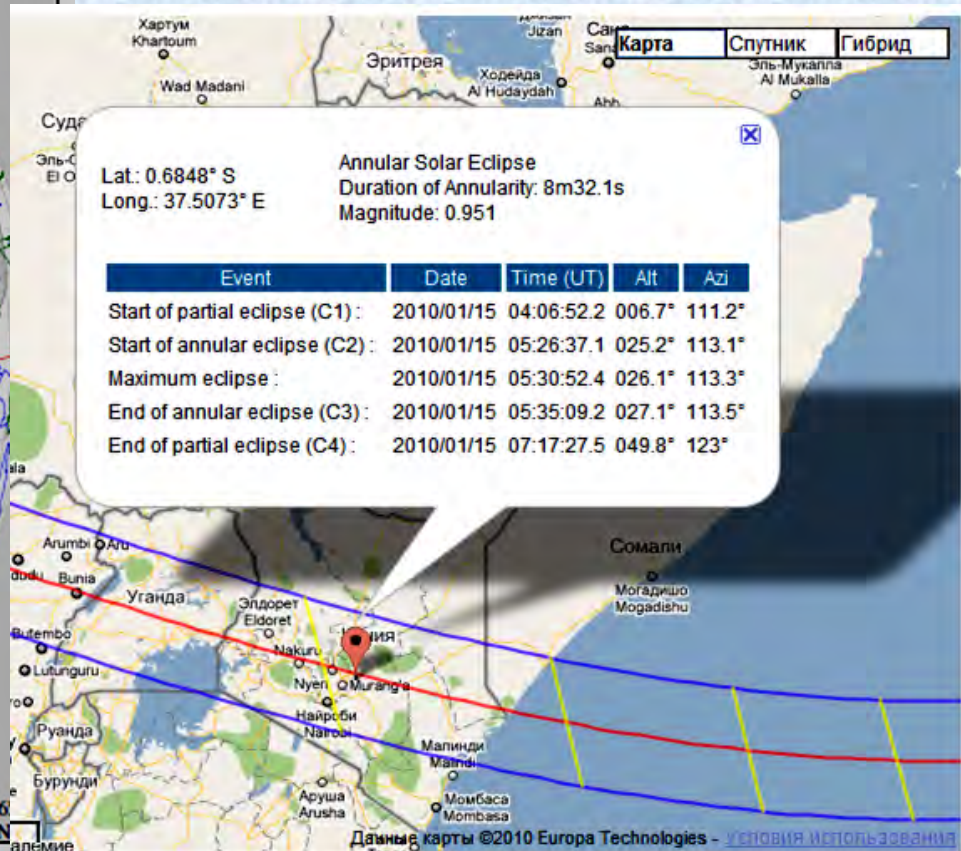 Хартум
Khartoum
Wad Madani
Эритрея
Jizan
Ходейда
Al Hudaydah
Карта
Спутник
Гибрид
Эль-Мукалла
Al Mukalla
Lat.: 0.6848° S
Long.: 37.5073° E
Annular Solar Eclipse
Duration of Annularity: 8m32.1s
Magnitude: 0.951
Event Date Time (UT) Alt Azi
Start of partial eclipse (C1) : 2010/01/15 04:06:52.2 006.7° 111.2°
Start of annular eclipse (C2) : 2010/01/15 05:26:37.1 025.2° 113.1°
Maximum eclipse : 2010/01/15 05:30:52.4 026.1° 113.3°
End of annular eclipse (C3) : 2010/01/15 05:35:09.2 027.1° 113.5°
End of partial eclipse (C4) : 2010/01/15 07:17:27.5 049.8° 123°
Arumbi
Aru
Bunia
Уганда
Элдорет
Eldoret
Сомали
Могадишо
Mogadishu
Butembo
Nakuru
Lutunguru
Nyeri
Murang'a
Найроби
Nairobi
Руанда
Малинди
Malindi
Бурунди
Аруша
Arusha
Момбаса
Mombasa
Данные карты ©2010 Europa Technologies - Условия использования